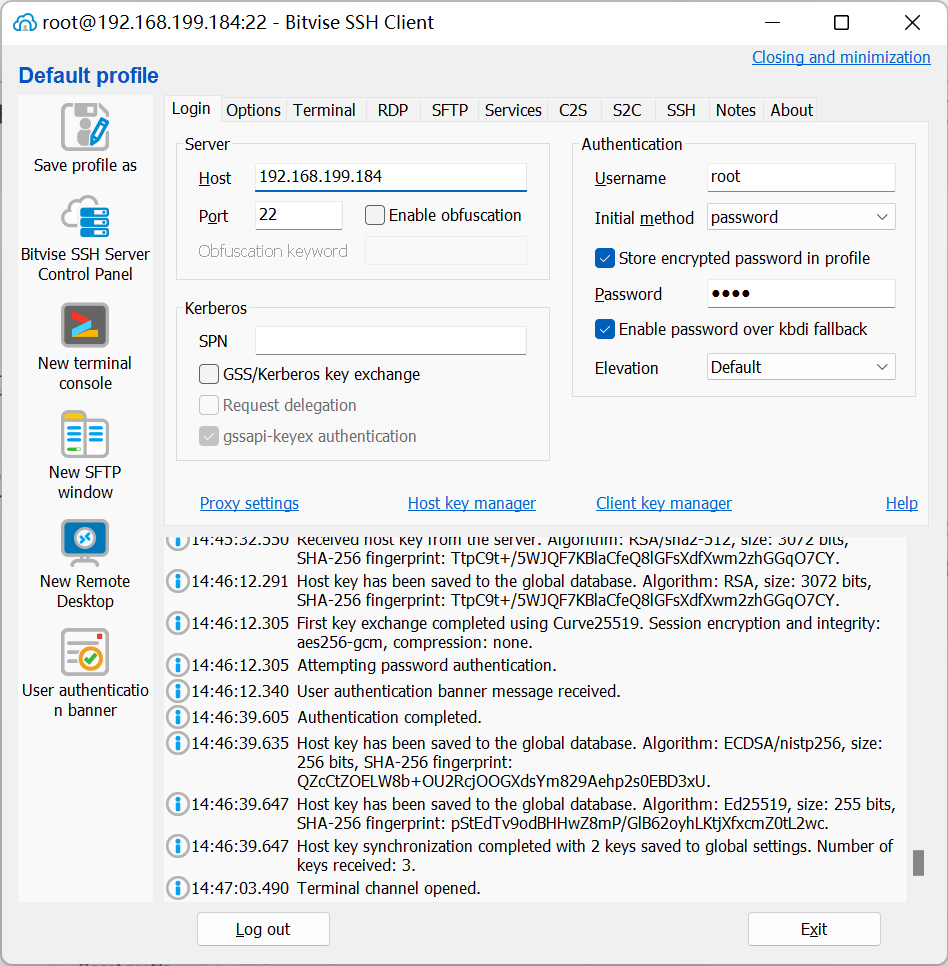 root@192.168.199.184:22 - Bitvise SSH Client
Closing and minimization
Default profile
Save profile as
Bitvise SSH Server
Control Panel
New terminal
console
New SFTP
window
New Remote
Desktop
User authenticatio
n banner
Login Options Terminal RDP SFTP Services C2S S2C SSH Notes About
Server
Host 192.168.199.184
Port 22 Enable obfuscation
Obfuscation keyword
Kerberos
SPN
GSS/Kerberos key exchange
Request delegation
gssapi-keyex authentication
Authentication
Username root
Initial method password
Store encrypted password in profile
Password ●●●●
Enable password over kbdi fallback
Elevation Default
Proxy settings Host key manager Client key manager Help
14:45:32.550 Received host key from the server. Algorithm: RSA/sha2-512, size: 3072 bits,
SHA-256 fingerprint: TtpC9t+/5WJQF7KBlaCfeQ8lGFsXdfXwm2zhGGqO7CY.
14:46:12.291 Host key has been saved to the global database. Algorithm: RSA, size: 3072 bits,
SHA-256 fingerprint: TtpC9t+/5WJQF7KBlaCfeQ8lGFsXdfXwm2zhGGqO7CY.
14:46:12.305 First key exchange completed using Curve25519. Session encryption and integrity:
aes256-gcm, compression: none.
14:46:12.305 Attempting password authentication.
14:46:12.340 User authentication banner message received.
14:46:39.605 Authentication completed.
14:46:39.635 Host key has been saved to the global database. Algorithm: ECDSA/nistp256, size:
256 bits, SHA-256 fingerprint:
QZcCtZOELW8b+OU2RcjOOGXdsYm829Aehp2s0EBD3xU.
14:46:39.647 Host key has been saved to the global database. Algorithm: Ed25519, size: 255 bits,
SHA-256 fingerprint: pStEdTv9odBHHwZ8mP/GlB62oyhLKtjXfxcmZ0tL2wc.
14:46:39.647 Host key synchronization completed with 2 keys saved to global settings. Number of
keys received: 3.
14:47:03.490 Terminal channel opened.
Log out Exit